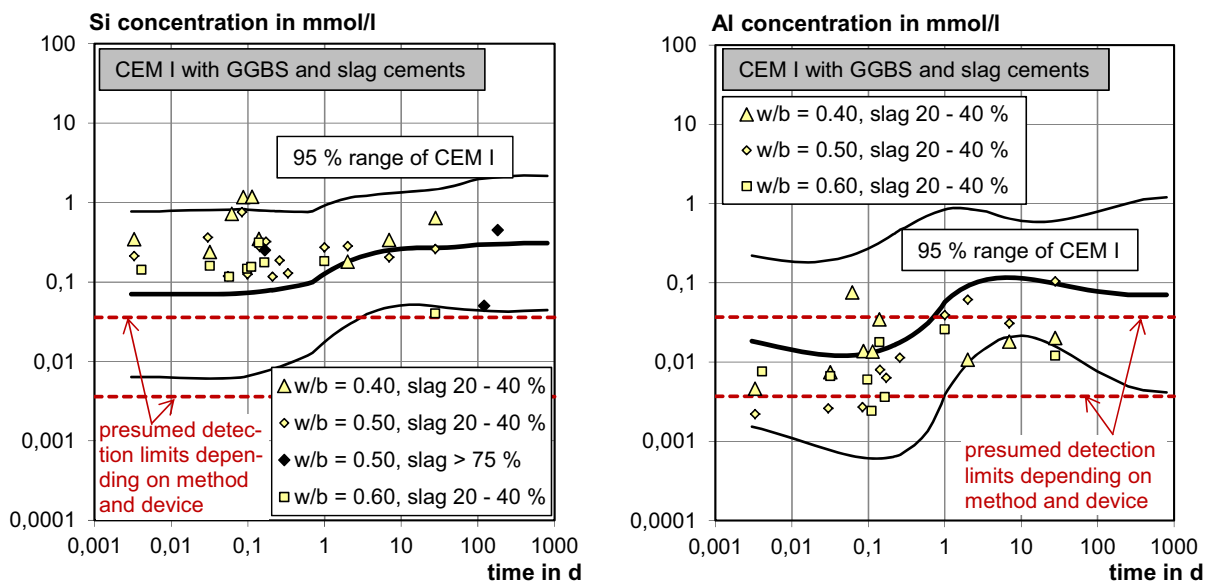 Si concentration in mmol/l
100
10
1
0,1
0,01
0,001
0,0001
CEM I with GGBS and slag cements
95 % range of CEM I
presumed detec-
tion limits depen-
ding on method
and device
w/b = 0.40, slag 20 - 40 %
w/b = 0.50, slag 20 - 40 %
w/b = 0.50, slag > 75 %
w/b = 0.60, slag 20 - 40 %
0,001 0,01 0,1 1 10 100 1000
time in d
Al concentration in mmol/l
100
10
1
0,1
0,01
0,001
0,0001
CEM I with GGBS and slag cements
w/b = 0.40, slag 20 - 40 %
w/b = 0.50, slag 20 - 40 %
w/b = 0.60, slag 20 - 40 %
95 % range of CEM I
presumed detection
limits depending on
method and device
0,001 0,01 0,1 1 10 100 1000
time in d